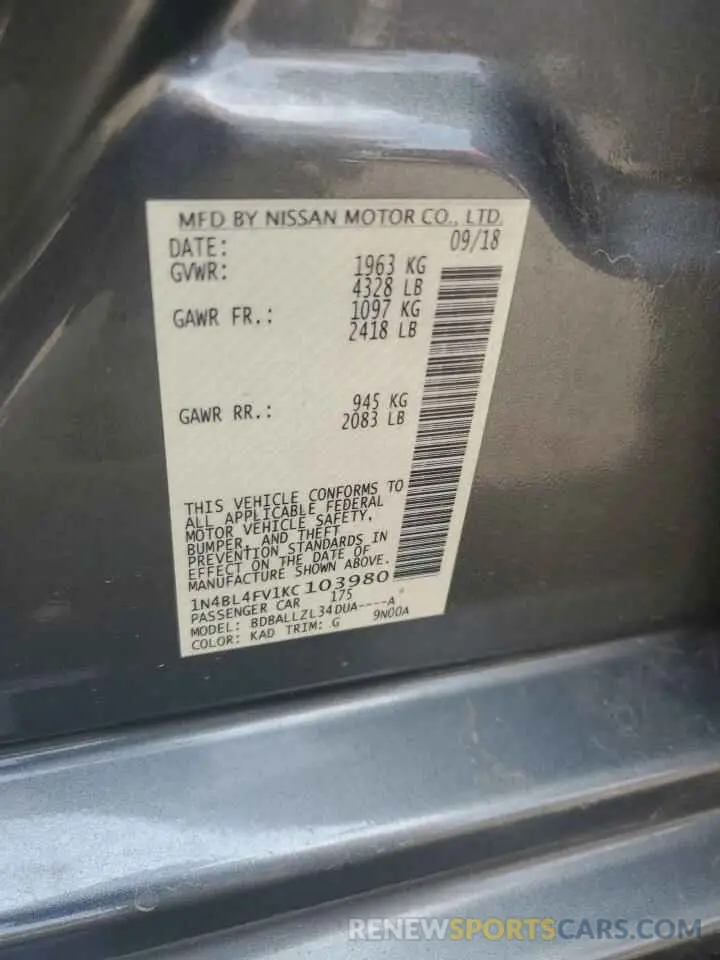 MFD BY NISSAN MOTOR CO., LTD.
DATE: 09/18
GVWR: 1963 KG
4328 LB
GAWR FR.: 1097 KG
2418 LB
GAWR RR.: 945 KG
2083 LB
THIS VEHICLE CONFORMS TO
ALL APPLICABLE FEDERAL
MOTOR VEHICLE SAFETY,
BUMPER, AND THEFT
PREVENTION STANDARDS IN
EFFECT ON THE DATE OF
MANUFACTURE SHOWN ABOVE.
1N4BL4FV1KC103980
PASSENGER CAR 175
MODEL: BDBALLZL34DUA----A
COLOR: KAD TRIM: G 9N00A
RENEWSPORTSCARS.COM